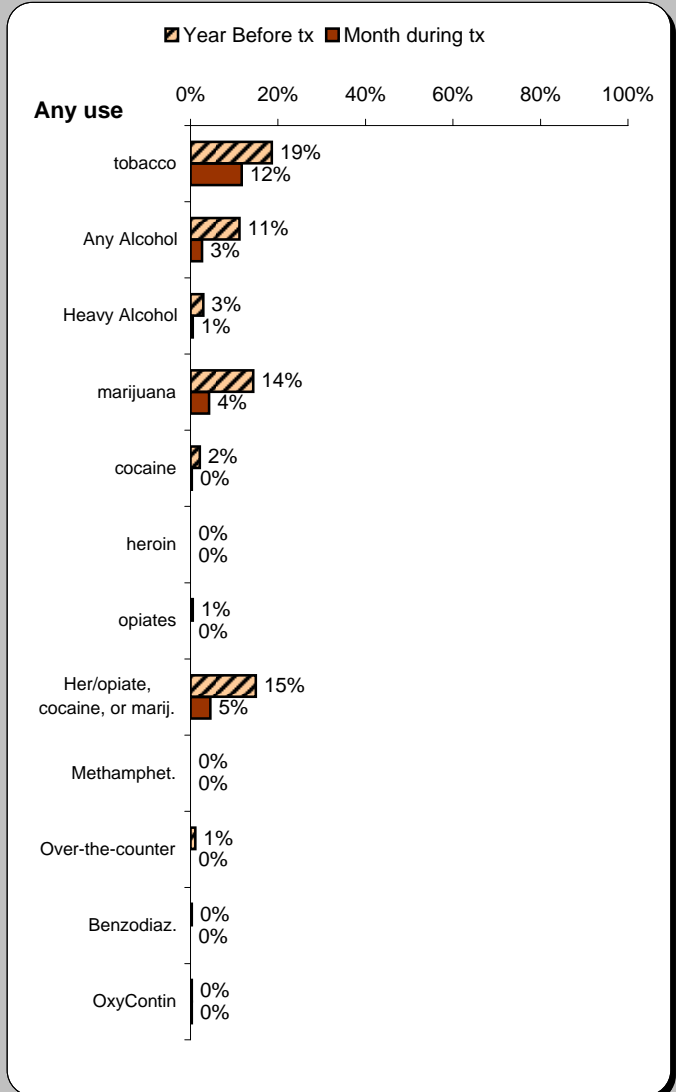 Year Before tx Month during tx
0% 20% 40% 60% 80% 100%
Any use
tobacco 19%
12%
Any Alcohol 11%
3%
Heavy Alcohol 3%
1%
marijuana 14%
4%
cocaine 2%
0%
heroin 0%
0%
opiates 1%
0%
Her/opiate, 15%
cocaine, or marij. 5%
Methamphet. 0%
0%
Over-the-counter 1%
0%
Benzodiaz. 0%
0%
OxyContin 0%
0%